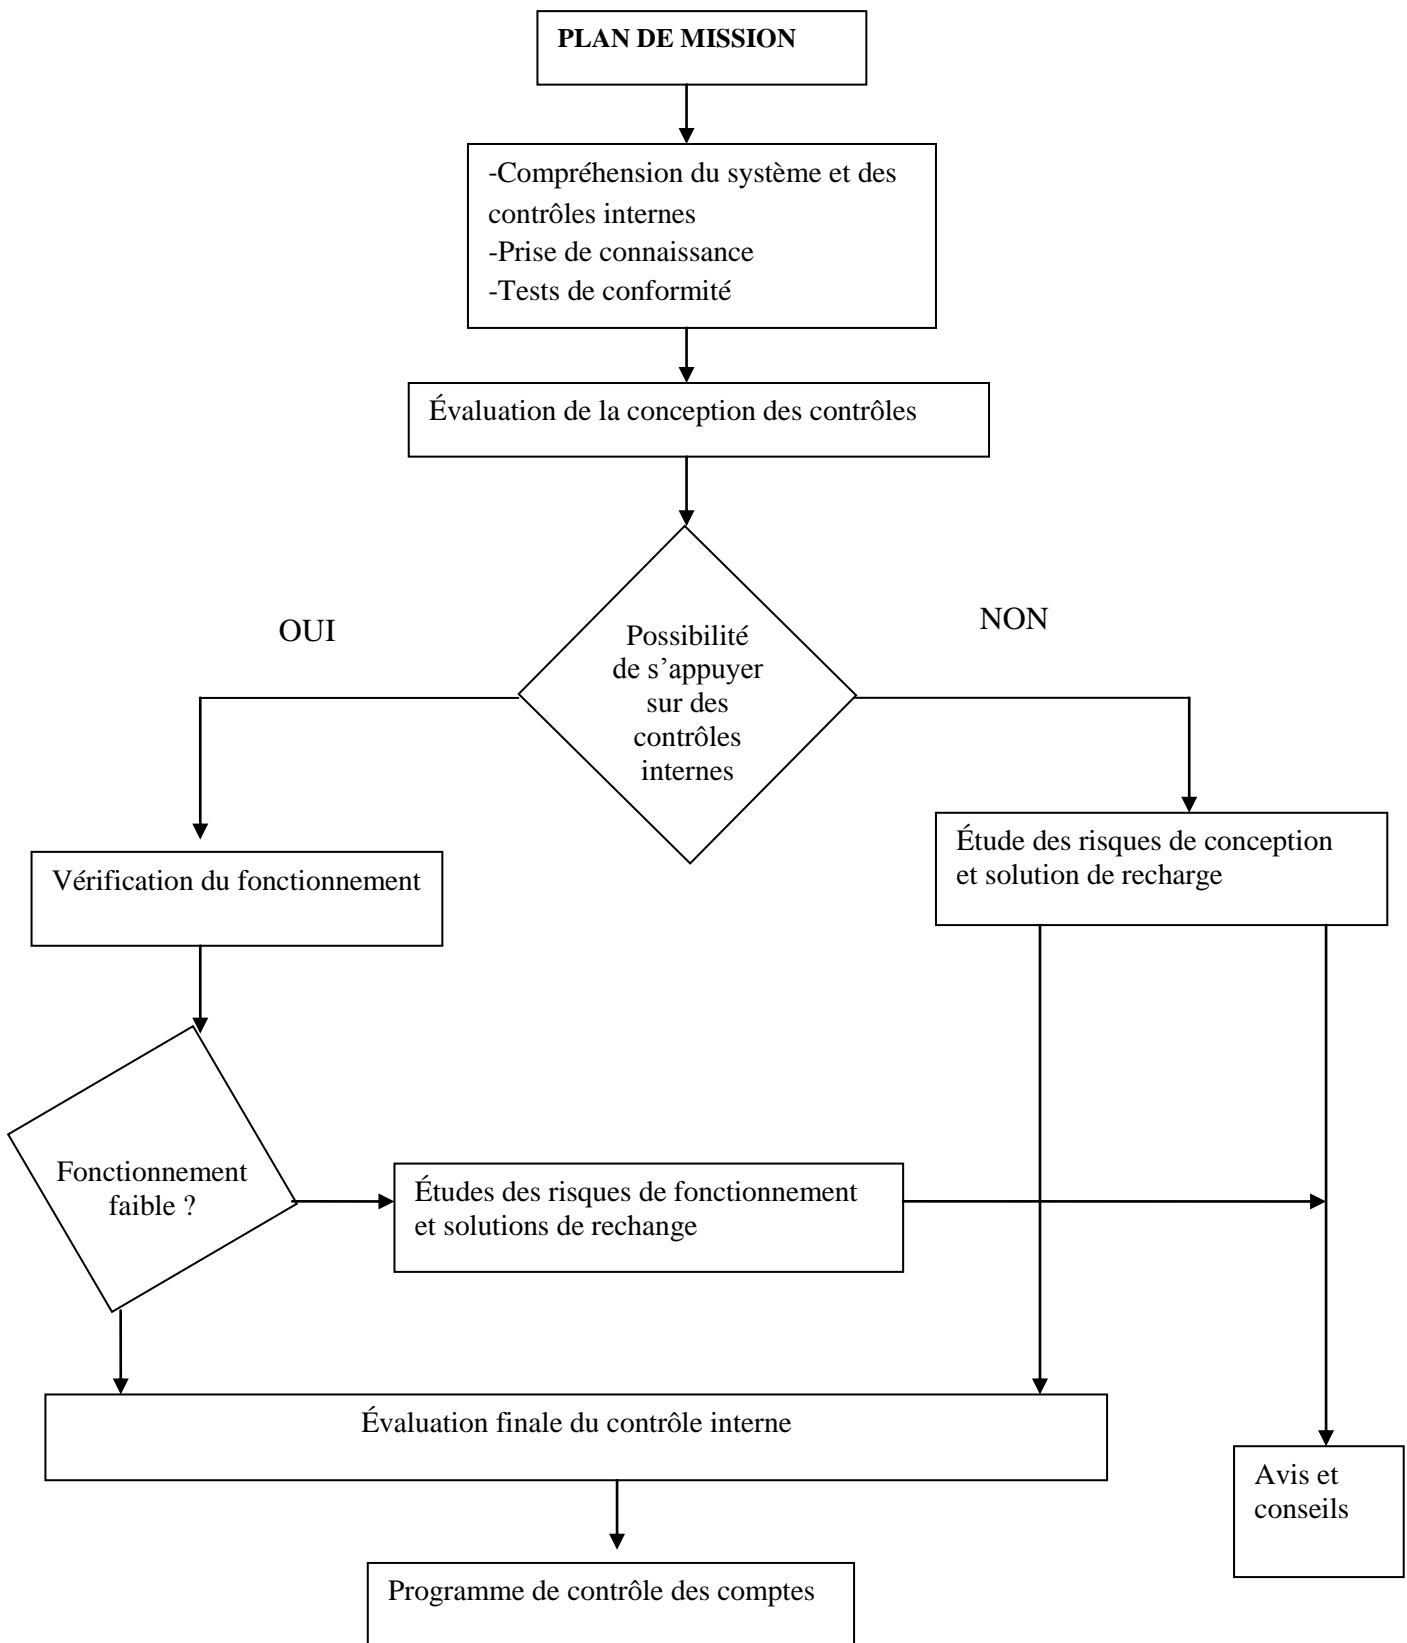 PLAN DE MISSION
-Compréhension du système et des
contrôles internes
-Prise de connaissance
-Tests de conformité
Évaluation de la conception des contrôles
OUI
NON
Possibilité
de s’appuyer
sur des
contrôles
internes
Étude des risques de conception
et solution de recharge
Vérification du fonctionnement
Fonctionnement
faible ?
Études des risques de fonctionnement
et solutions de rechange
Évaluation finale du contrôle interne
Avis et
conseils
Programme de contrôle des comptes